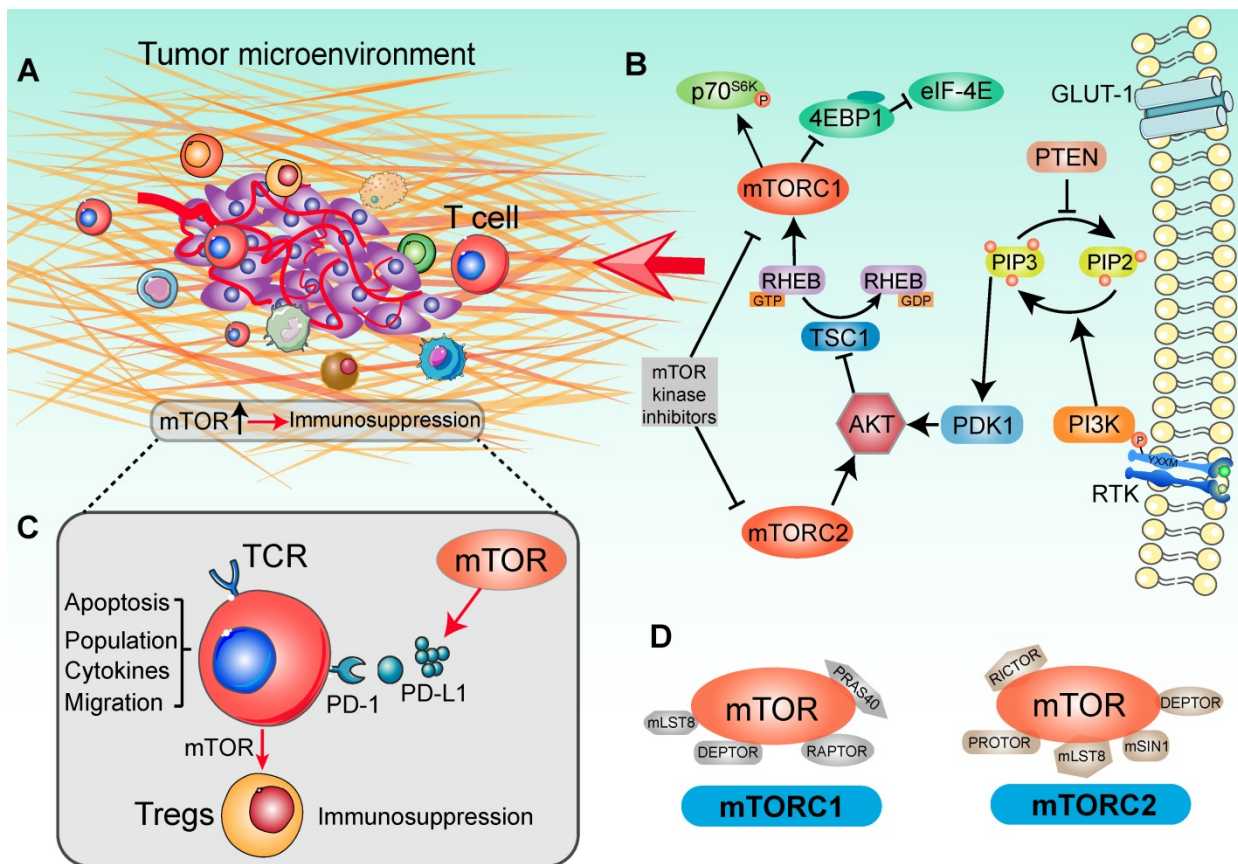 A
Tumor microenvironment
T cell
mTOR Immunosuppression
B
p70S6K
P
4EBP1
eIF-4E
mTORC1
GLUT-1
PTEN
PIP3
PIP2
RHEB
GTP
RHEB
GDP
TSC1
mTOR
kinase
inhibitors
AKT
PDK1
PI3K
P
YXXM
RTK
mTORC2
C
TCR
mTOR
Apoptosis
Population
Cytokines
Migration
PD-1
PD-L1
mTOR
Tregs
Immunosuppression
D
mTOR
PRAS40
mLST8
DEPTOR
RAPTOR
mTORC1
RICTOR
mTOR
DEPTOR
PROTOR
mLST8
mSIN1
mTORC2